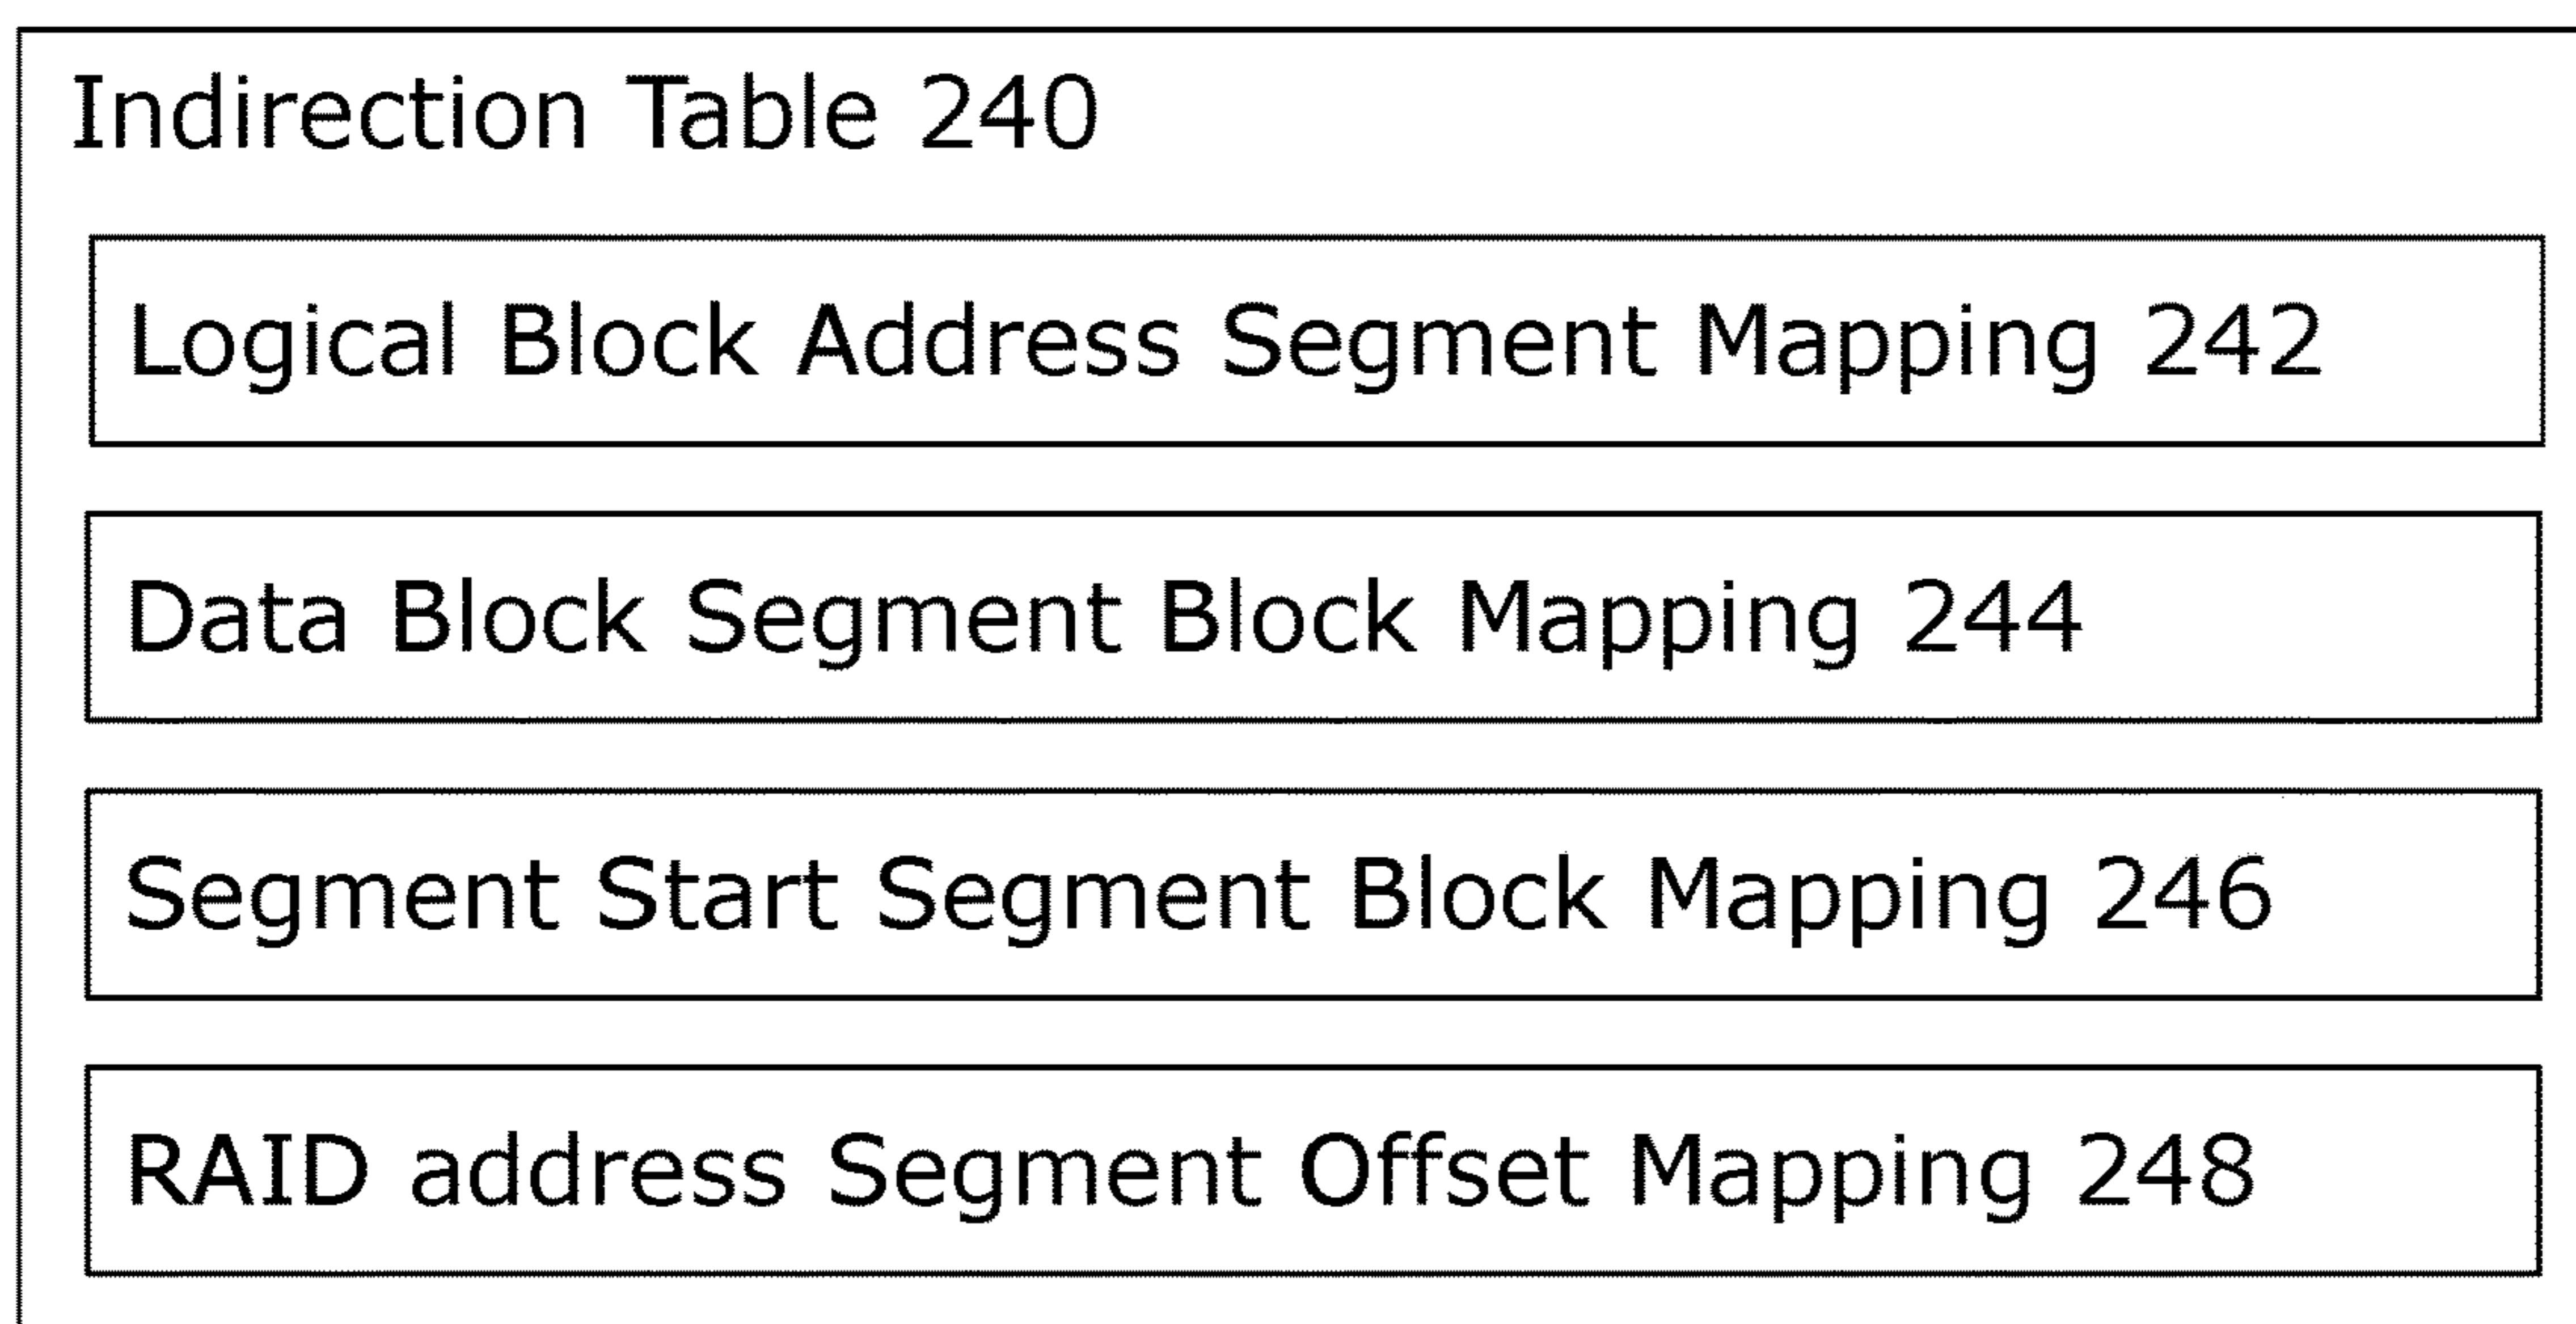 Indirection Table 240
Logical Block Address Segment Mapping 242
Data Block Segment Block Mapping 244
Segment Start Segment Block Mapping 246
RAID address Segment Offset Mapping 248